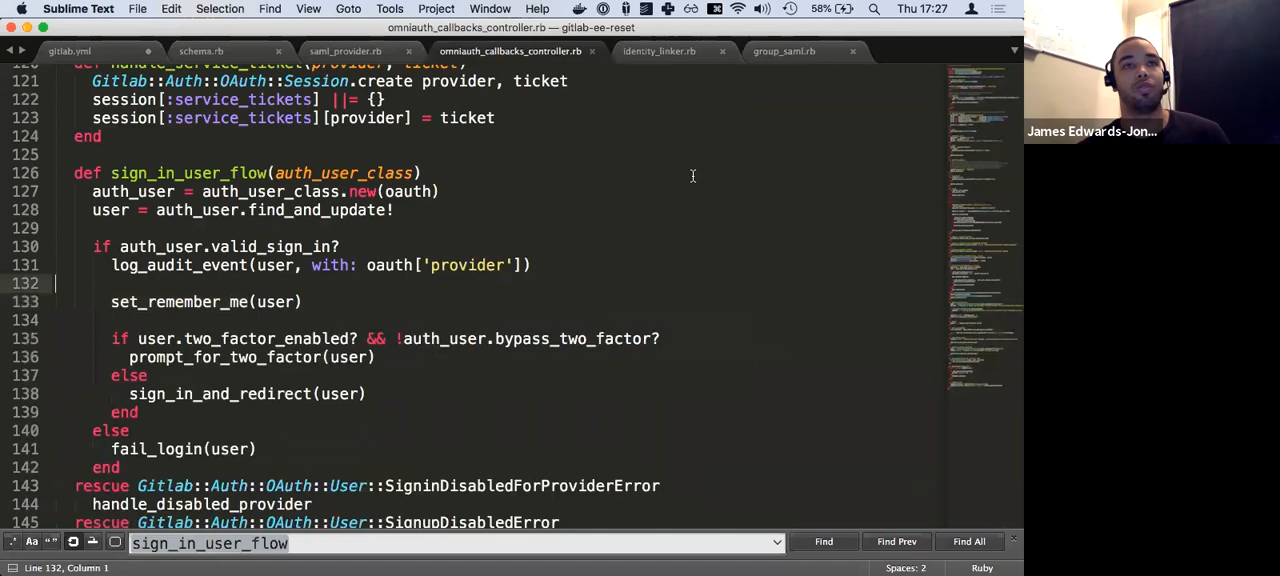 Sublime Text File Edit Selection Find View Goto Tools Project Window Help 58% Thu 17:27
omniauth_callbacks_controller.rb — gitlab-ee-reset
gitlab.yml schema.rb saml_provider.rb omniauth_callbacks_controller.rb identity_linker.rb group_saml.rb
120 def handle_service_ticket(provider, ticket)
121 Gitlab::Auth::OAuth::Session.create provider, ticket
122 session[:service_tickets] ||= {}
123 session[:service_tickets][provider] = ticket
124 end
125
126 def sign_in_user_flow(auth_user_class)
127 auth_user = auth_user_class.new(oauth)
128 user = auth_user.find_and_update!
129
130 if auth_user.valid_sign_in?
131 log_audit_event(user, with: oauth['provider'])
132
133 set_remember_me(user)
134
135 if user.two_factor_enabled? && !auth_user.bypass_two_factor?
136 prompt_for_two_factor(user)
137 else
138 sign_in_and_redirect(user)
139 end
140 else
141 fail_login(user)
142 end
143 rescue Gitlab::Auth::OAuth::User::SigninDisabledForProviderError
144 handle_disabled_provider
145 rescue Gitlab::Auth::OAuth::User::SignupDisabledError
.* Aa “” sign_in_user_flow Find Find Prev Find All
Line 132, Column 1 Spaces: 2 Ruby
James Edwards-Jon...